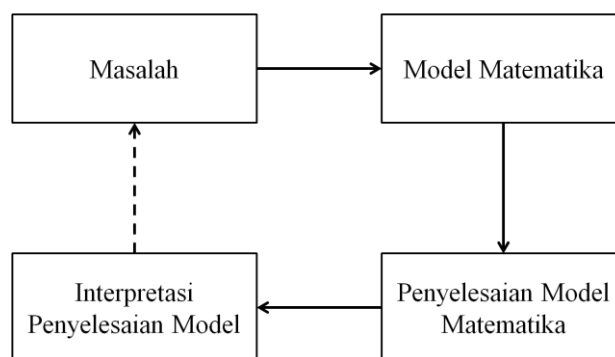 Masalah
Model Matematika
Interpretasi
Penyelesaian Model
Penyelesaian Model
Matematika